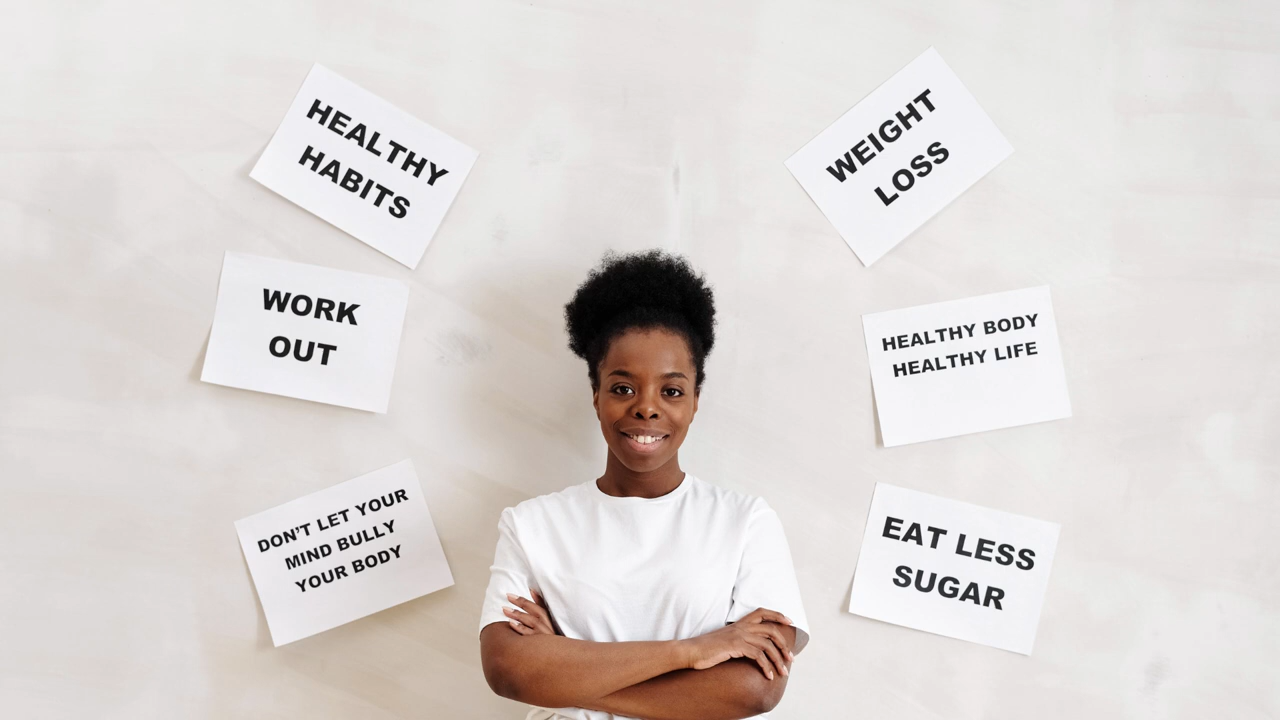 HEALTHY
HABITS
WORK
OUT
DON'T LET YOUR
MIND BULLY
YOUR BODY
WEIGHT
LOSS
HEALTHY BODY
HEALTHY LIFE
EAT LESS
SUGAR